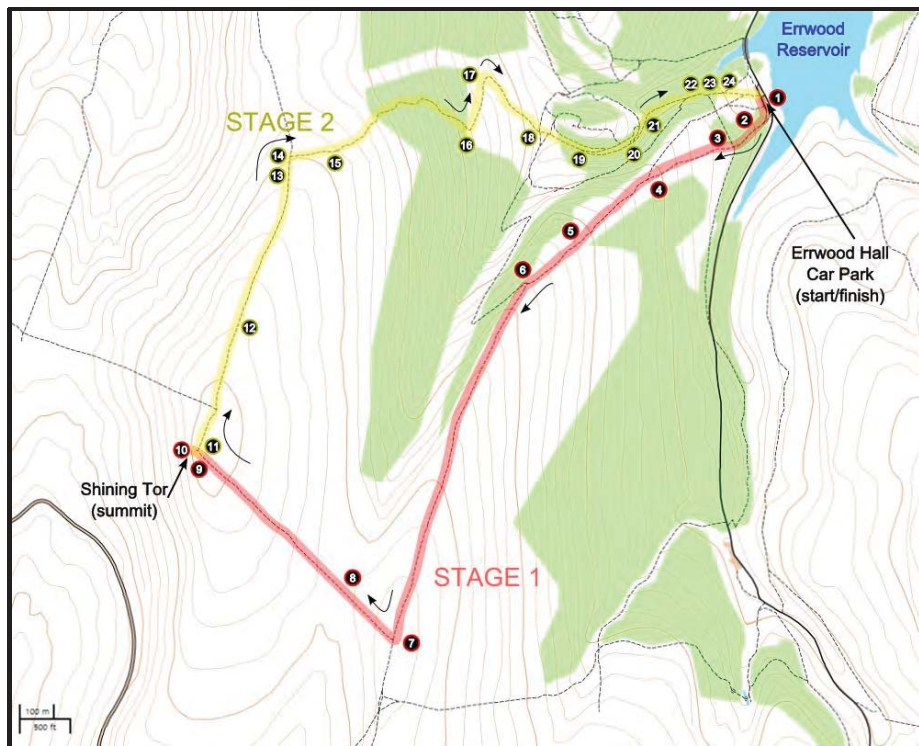 Errwood
Reservoir
17
22 23 24
1
STAGE 2
2
21
3
16
18
14
15
19
20
13
4
5
Errwood Hall
Car Park
(start/finish)
6
12
11
10
9
Shining Tor
(summit)
8
STAGE 1
7
100 m
500 ft